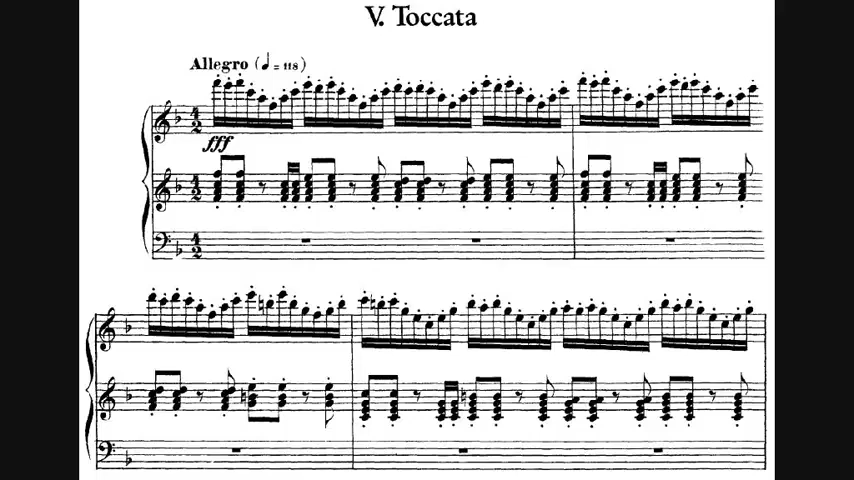 V. Toccata
Allegro (♩ = 118)
fff